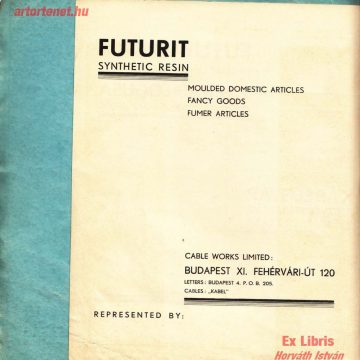 artortenet.hu
FUTURIT
SYNTHETIC RESIN
MOULDED DOMESTIC ARTICLES
FANCY GOODS
FUMER ARTICLES
CABLE WORKS LIMITED:
BUDAPEST XI. FEHÉRVÁRI-ÚT 120
LETTERS: BUDAPEST 4. P. O. B. 205.
CABLES: „KABEL"
REPRESENTED BY:
Ex Libris
Horváth István